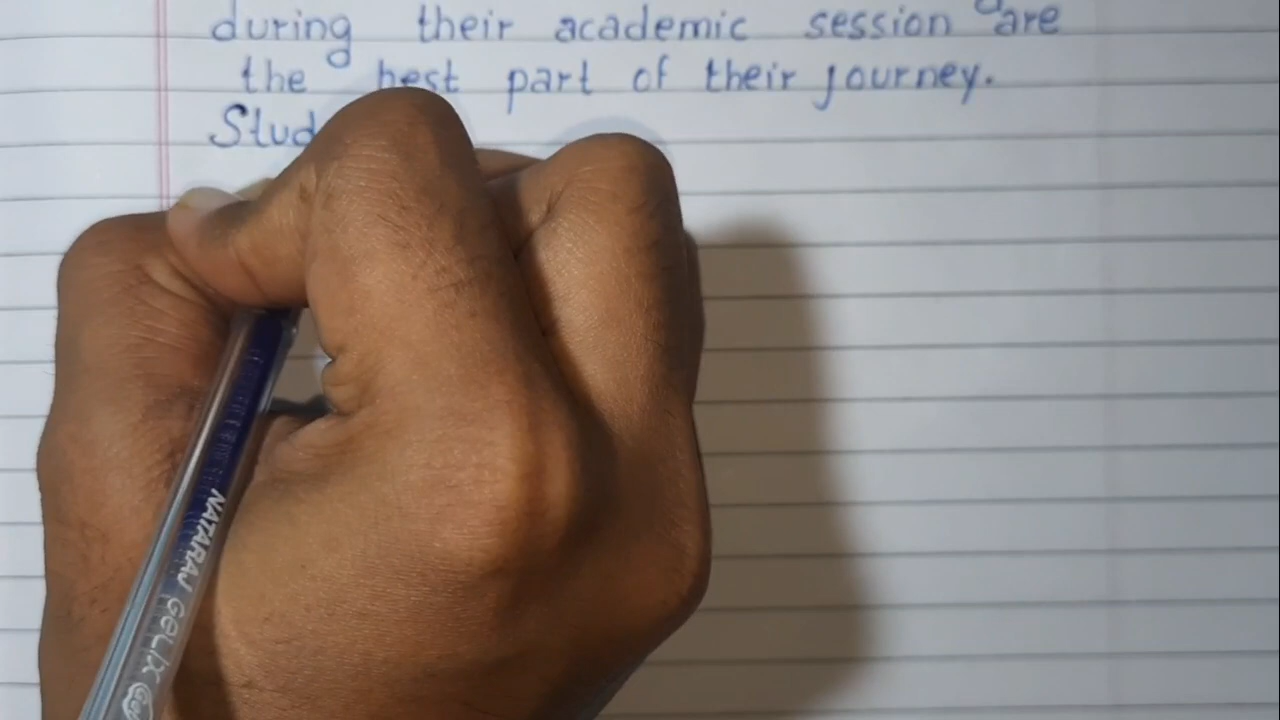 during their academic session are
the best part of their journey.
Stud
NATARAJ GELIX